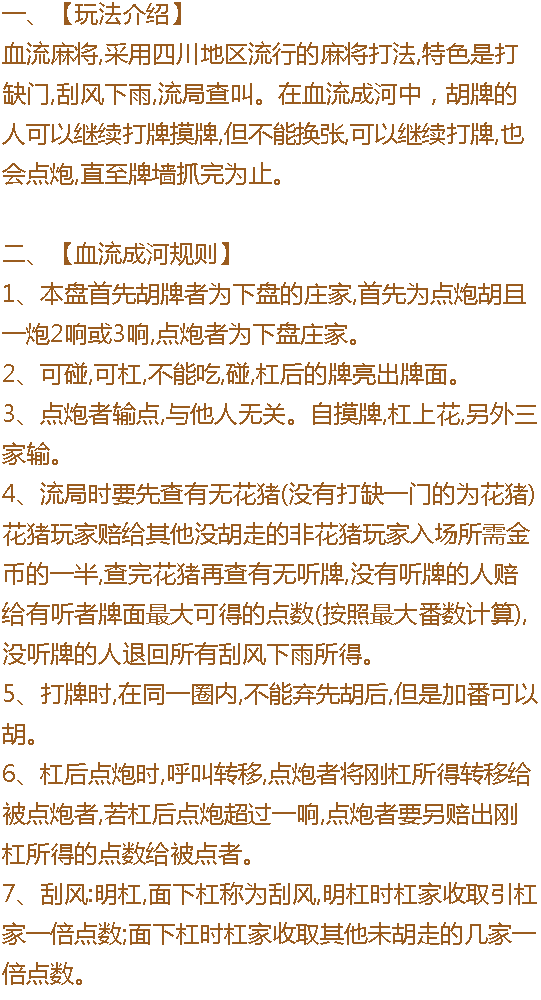 一、【玩法介绍】
血流麻将,采用四川地区流行的麻将打法,特色是打
缺门,刮风下雨,流局查叫。在血流成河中，胡牌的
人可以继续打牌摸牌,但不能换张,可以继续打牌,也
会点炮,直至牌墙抓完为止。
二、【血流成河规则】
1、本盘首先胡牌者为下盘的庄家,首先为点炮胡且
一炮2响或3响,点炮者为下盘庄家。
2、可碰,可杠,不能吃,碰,杠后的牌亮出牌面。
3、点炮者输点,与他人无关。自摸牌,杠上花,另外三
家输。
4、流局时要先查有无花猪(没有打缺一门的为花猪)
花猪玩家赔给其他没胡走的非花猪玩家入场所需金
币的一半,查完花猪再查有无听牌,没有听牌的人赔
给有听者牌面最大可得的点数(按照最大番数计算),
没听牌的人退回所有刮风下雨所得。
5、打牌时,在同一圈内,不能弃先胡后,但是加番可以
胡。
6、杠后点炮时,呼叫转移,点炮者将刚杠所得转移给
被点炮者,若杠后点炮超过一响,点炮者要另赔出刚
杠所得的点数给被点者。
7、刮风:明杠,面下杠称为刮风,明杠时杠家收取引杠
家一倍点数;面下杠时杠家收取其他未胡走的几家一
倍点数。